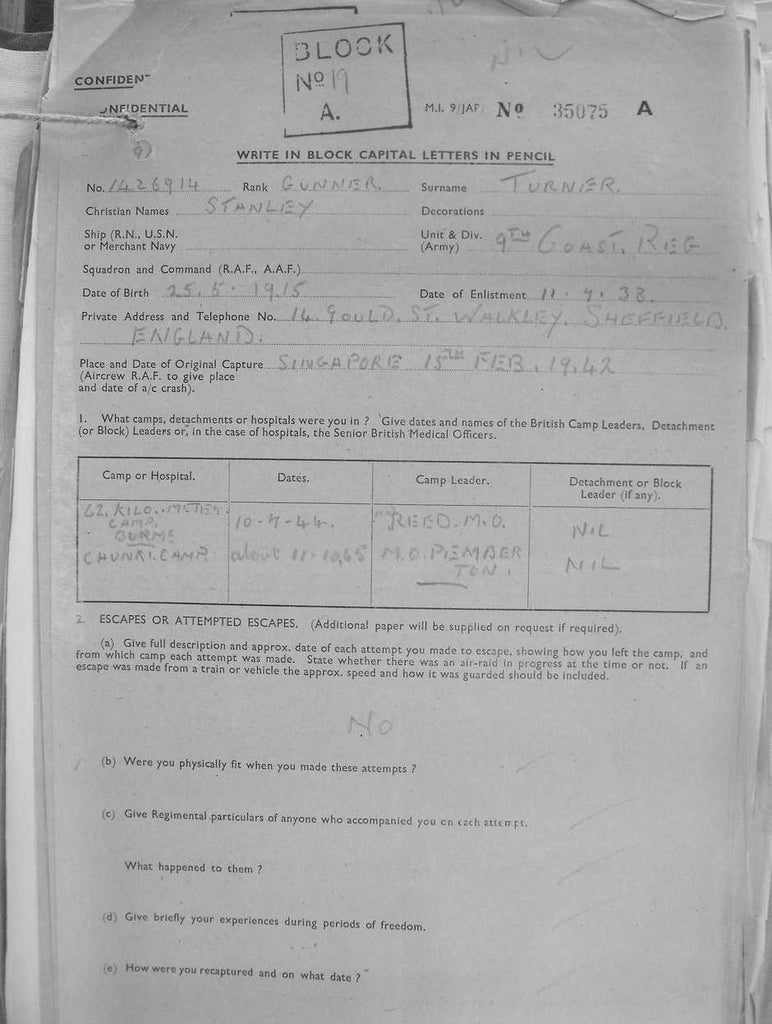 BLOCK
Nº 19
A.
NIL
CONFIDEN
CONFIDENTIAL
M.I. 9/JAP Nº 35075 A
WRITE IN BLOCK CAPITAL LETTERS IN PENCIL
No. 1426914 Rank GUNNER. Surname TURNER.
Christian Names STANLEY Decorations
Ship (R.N., U.S.N. or Merchant Navy Unit & Div. (Army) 9TH COAST. REG
Squadron and Command (R.A.F., A.A.F.)
Date of Birth 25.5.1915 Date of Enlistment 11.7.38.
Private Address and Telephone No. 14. GOULD. ST. WALKLEY. SHEFFIELD.
ENGLAND.
Place and Date of Original Capture SINGAPORE 15TH FEB. 1942
(Aircrew R.A.F. to give place
and date of a/c crash).
1. What camps, detachments or hospitals were you in ? Give dates and names of the British Camp Leaders, Detachment
(or Block) Leaders or, in the case of hospitals, the Senior British Medical Officers.
Camp or Hospital. Dates. Camp Leader. Detachment or Block
Leader (if any).
62. KILO. METIES
CAMP.
BURME 10-7-44. REED. M.O. NIL
CHUNKI. CAMP about 11-1945 M.O. PIEMBER
TON. NIL
2. ESCAPES OR ATTEMPTED ESCAPES. (Additional paper will be supplied on request if required).
(a) Give full description and approx. date of each attempt you made to escape, showing how you left the camp, and
from which camp each attempt was made. State whether there was an air-raid in progress at the time or not. If an
escape was made from a train or vehicle the approx. speed and how it was guarded should be included.
NO
(b) Were you physically fit when you made these attempts ?
(c) Give Regimental particulars of anyone who accompanied you on each attempt.
What happened to them ?
(d) Give briefly your experiences during periods of freedom.
(e) How were you recaptured and on what date ?